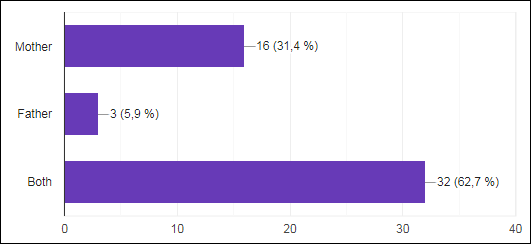 Mother 16 (31,4 %)
Father 3 (5,9 %)
Both 32 (62,7 %)
0 10 20 30 40